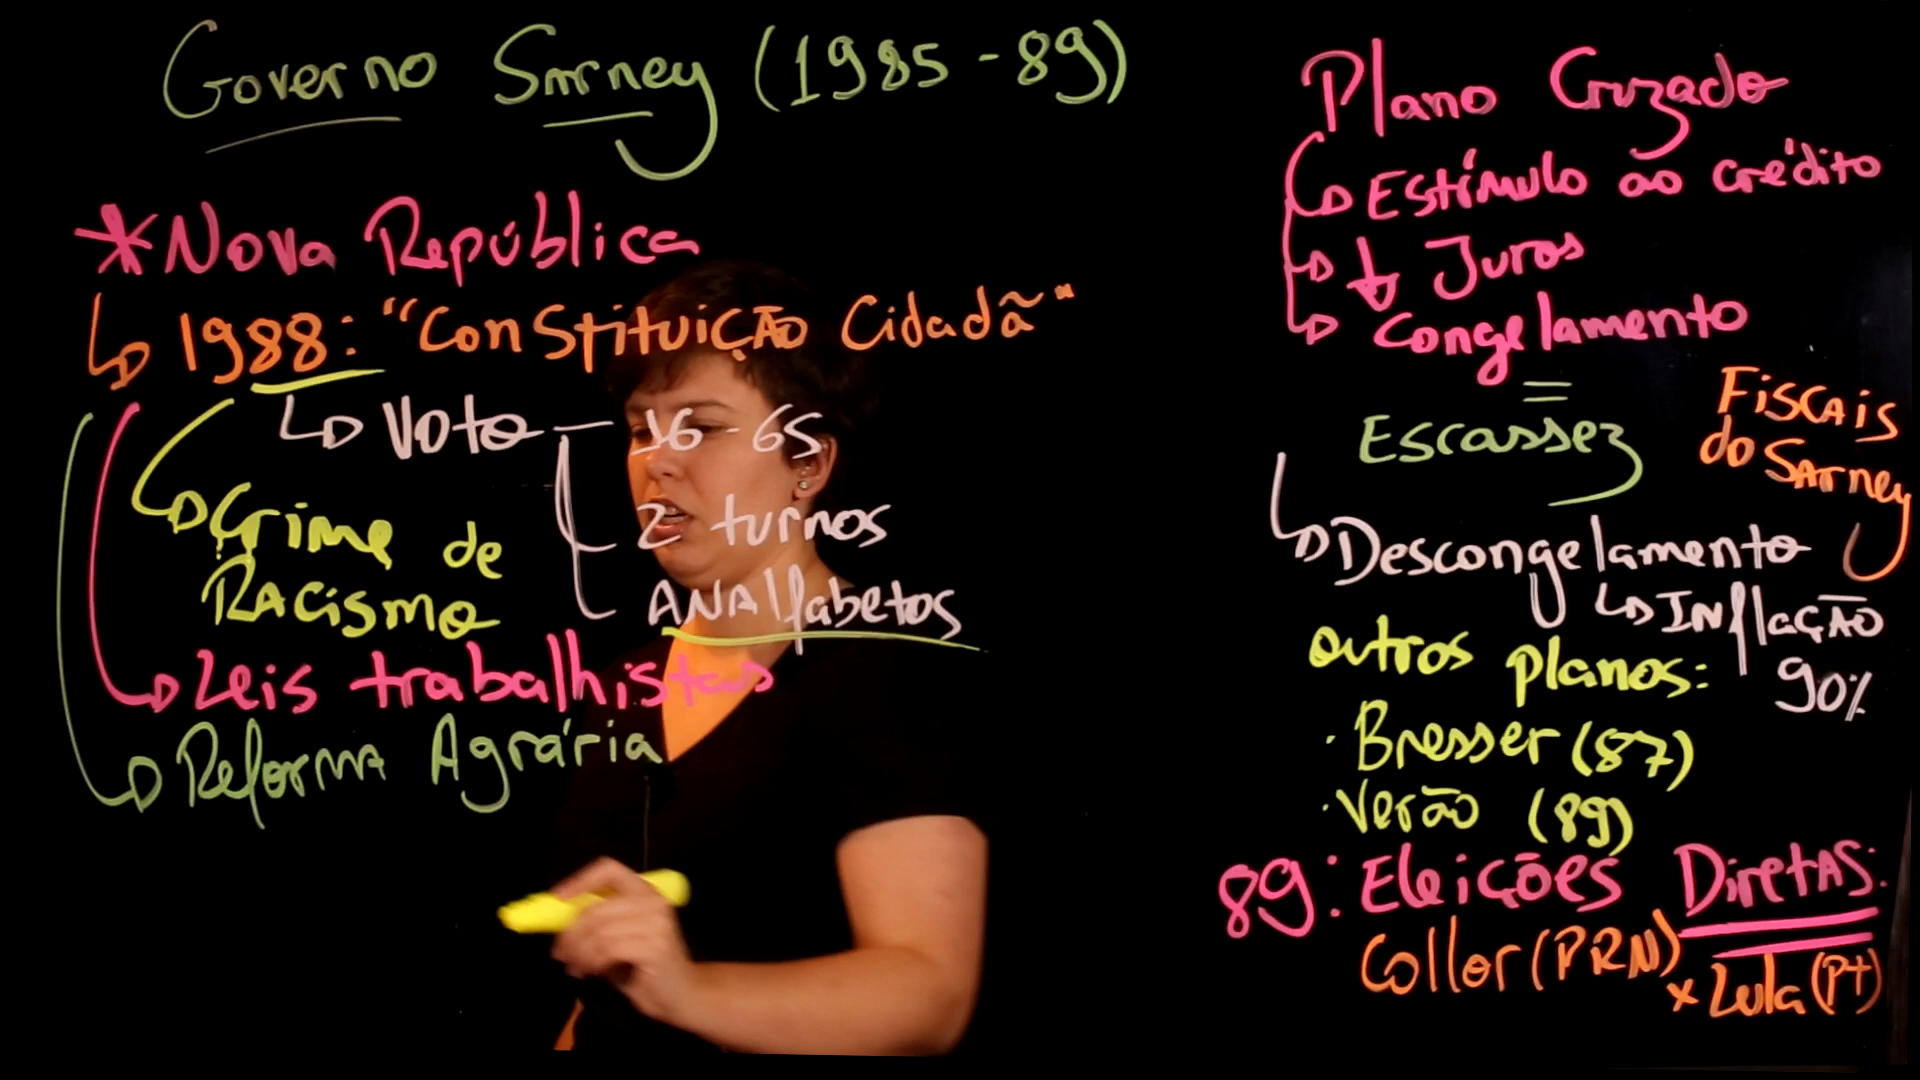 Governo Sarney (1985-89)
* Nova República
1988: "Constituição Cidadã"
Voto - 16-65
2 turnos
Analfabetos
Crime de
Racismo
Leis trabalhistas
Reforma Agrária
Plano Cruzado
Estímulo ao crédito
↓ Juros
Congelamento
=
Escassez
Fiscais
do Sarney
Descongelamento
Inflação
90%
outros planos:
· Bresser (87)
· Verão (89)
89: Eleições Diretas:
Collor (PRN)
x Lula (PT)